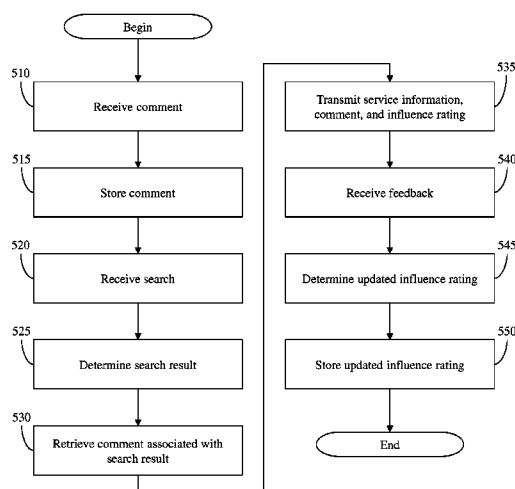 Begin
510
Receive comment
515
Store comment
520
Receive search
525
Determine search result
530
Retrieve comment associated with
search result
535
Transmit service information,
comment, and influence rating
540
Receive feedback
545
Determine updated influence rating
550
Store updated influence rating
End